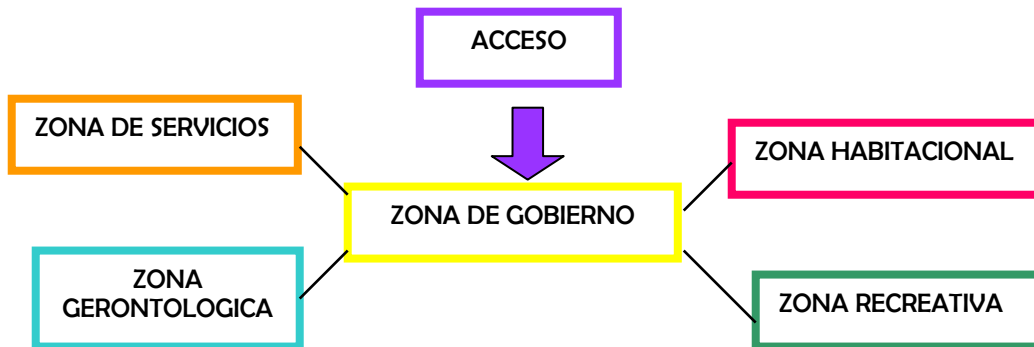 ACCESO
ZONA DE SERVICIOS
ZONA HABITACIONAL
ZONA DE GOBIERNO
ZONA
GERONTOLOGICA
ZONA RECREATIVA